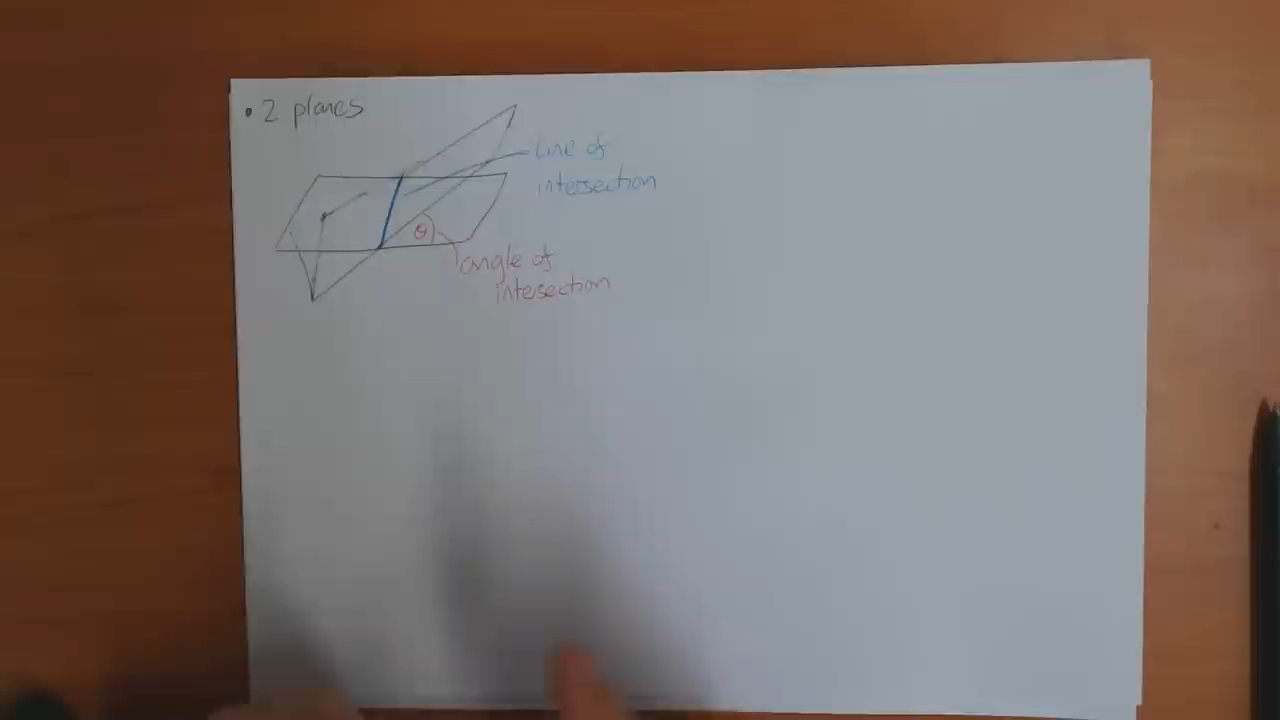 • 2 planes
line of
intersection
θ
angle of
intersection